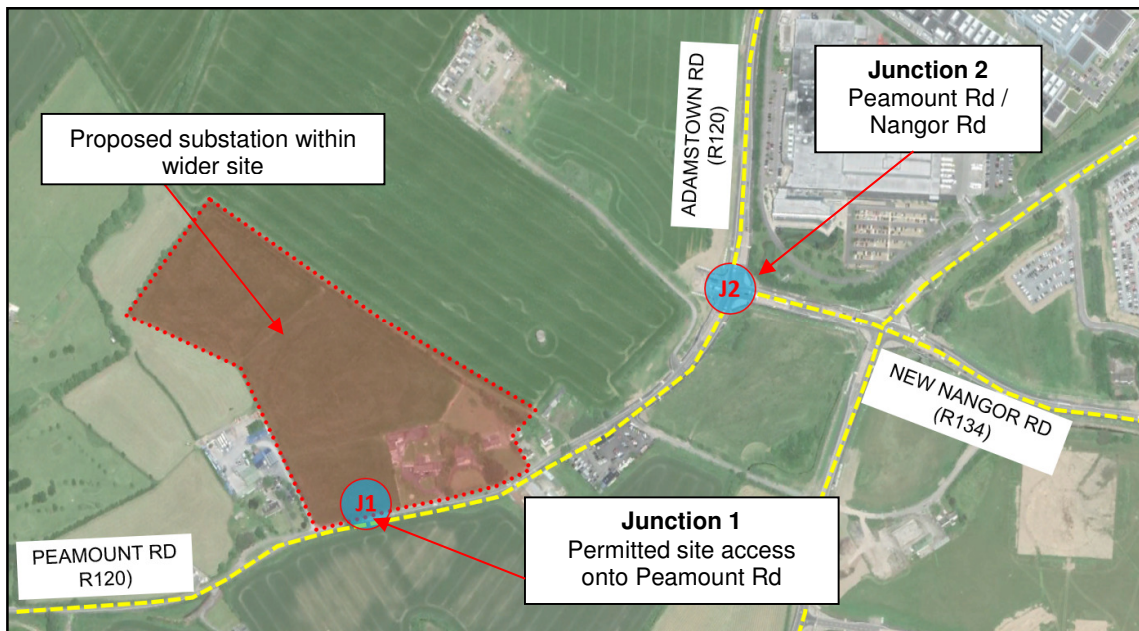 Proposed substation within
wider site
ADAMSTOWN RD
(R120)
Junction 2
Peamount Rd /
Nangor Rd
J2
NEW NANGOR RD
(R134)
J1
Junction 1
Permitted site access
onto Peamount Rd
PEAMOUNT RD
R120)